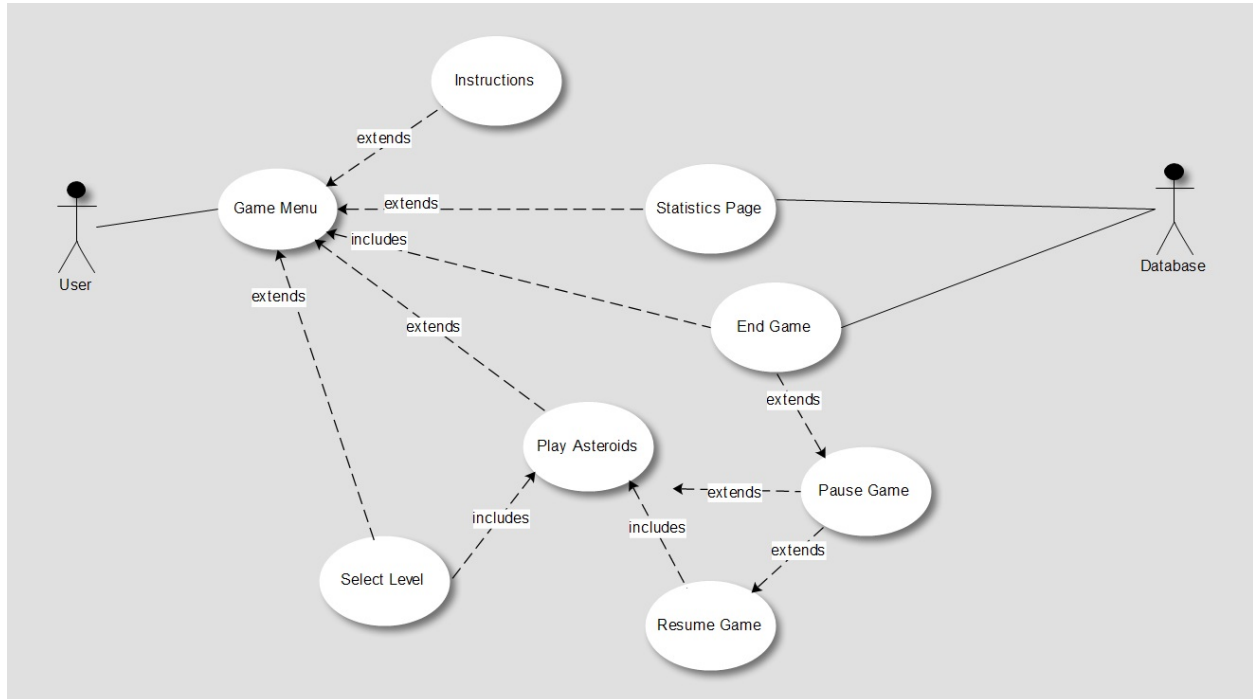 Instructions
extends
Game Menu
extends
Statistics Page
includes
User
Database
extends
extends
End Game
extends
Play Asteroids
extends
Pause Game
includes
includes
extends
Select Level
Resume Game